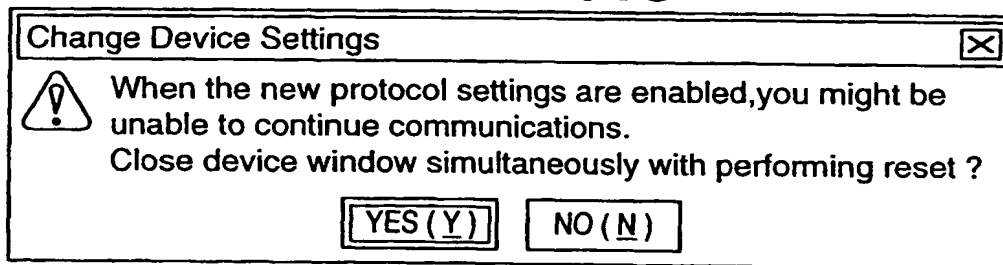 Change Device Settings
When the new protocol settings are enabled,you might be
unable to continue communications.
Close device window simultaneously with performing reset ?
YES ( Y )
NO ( N )